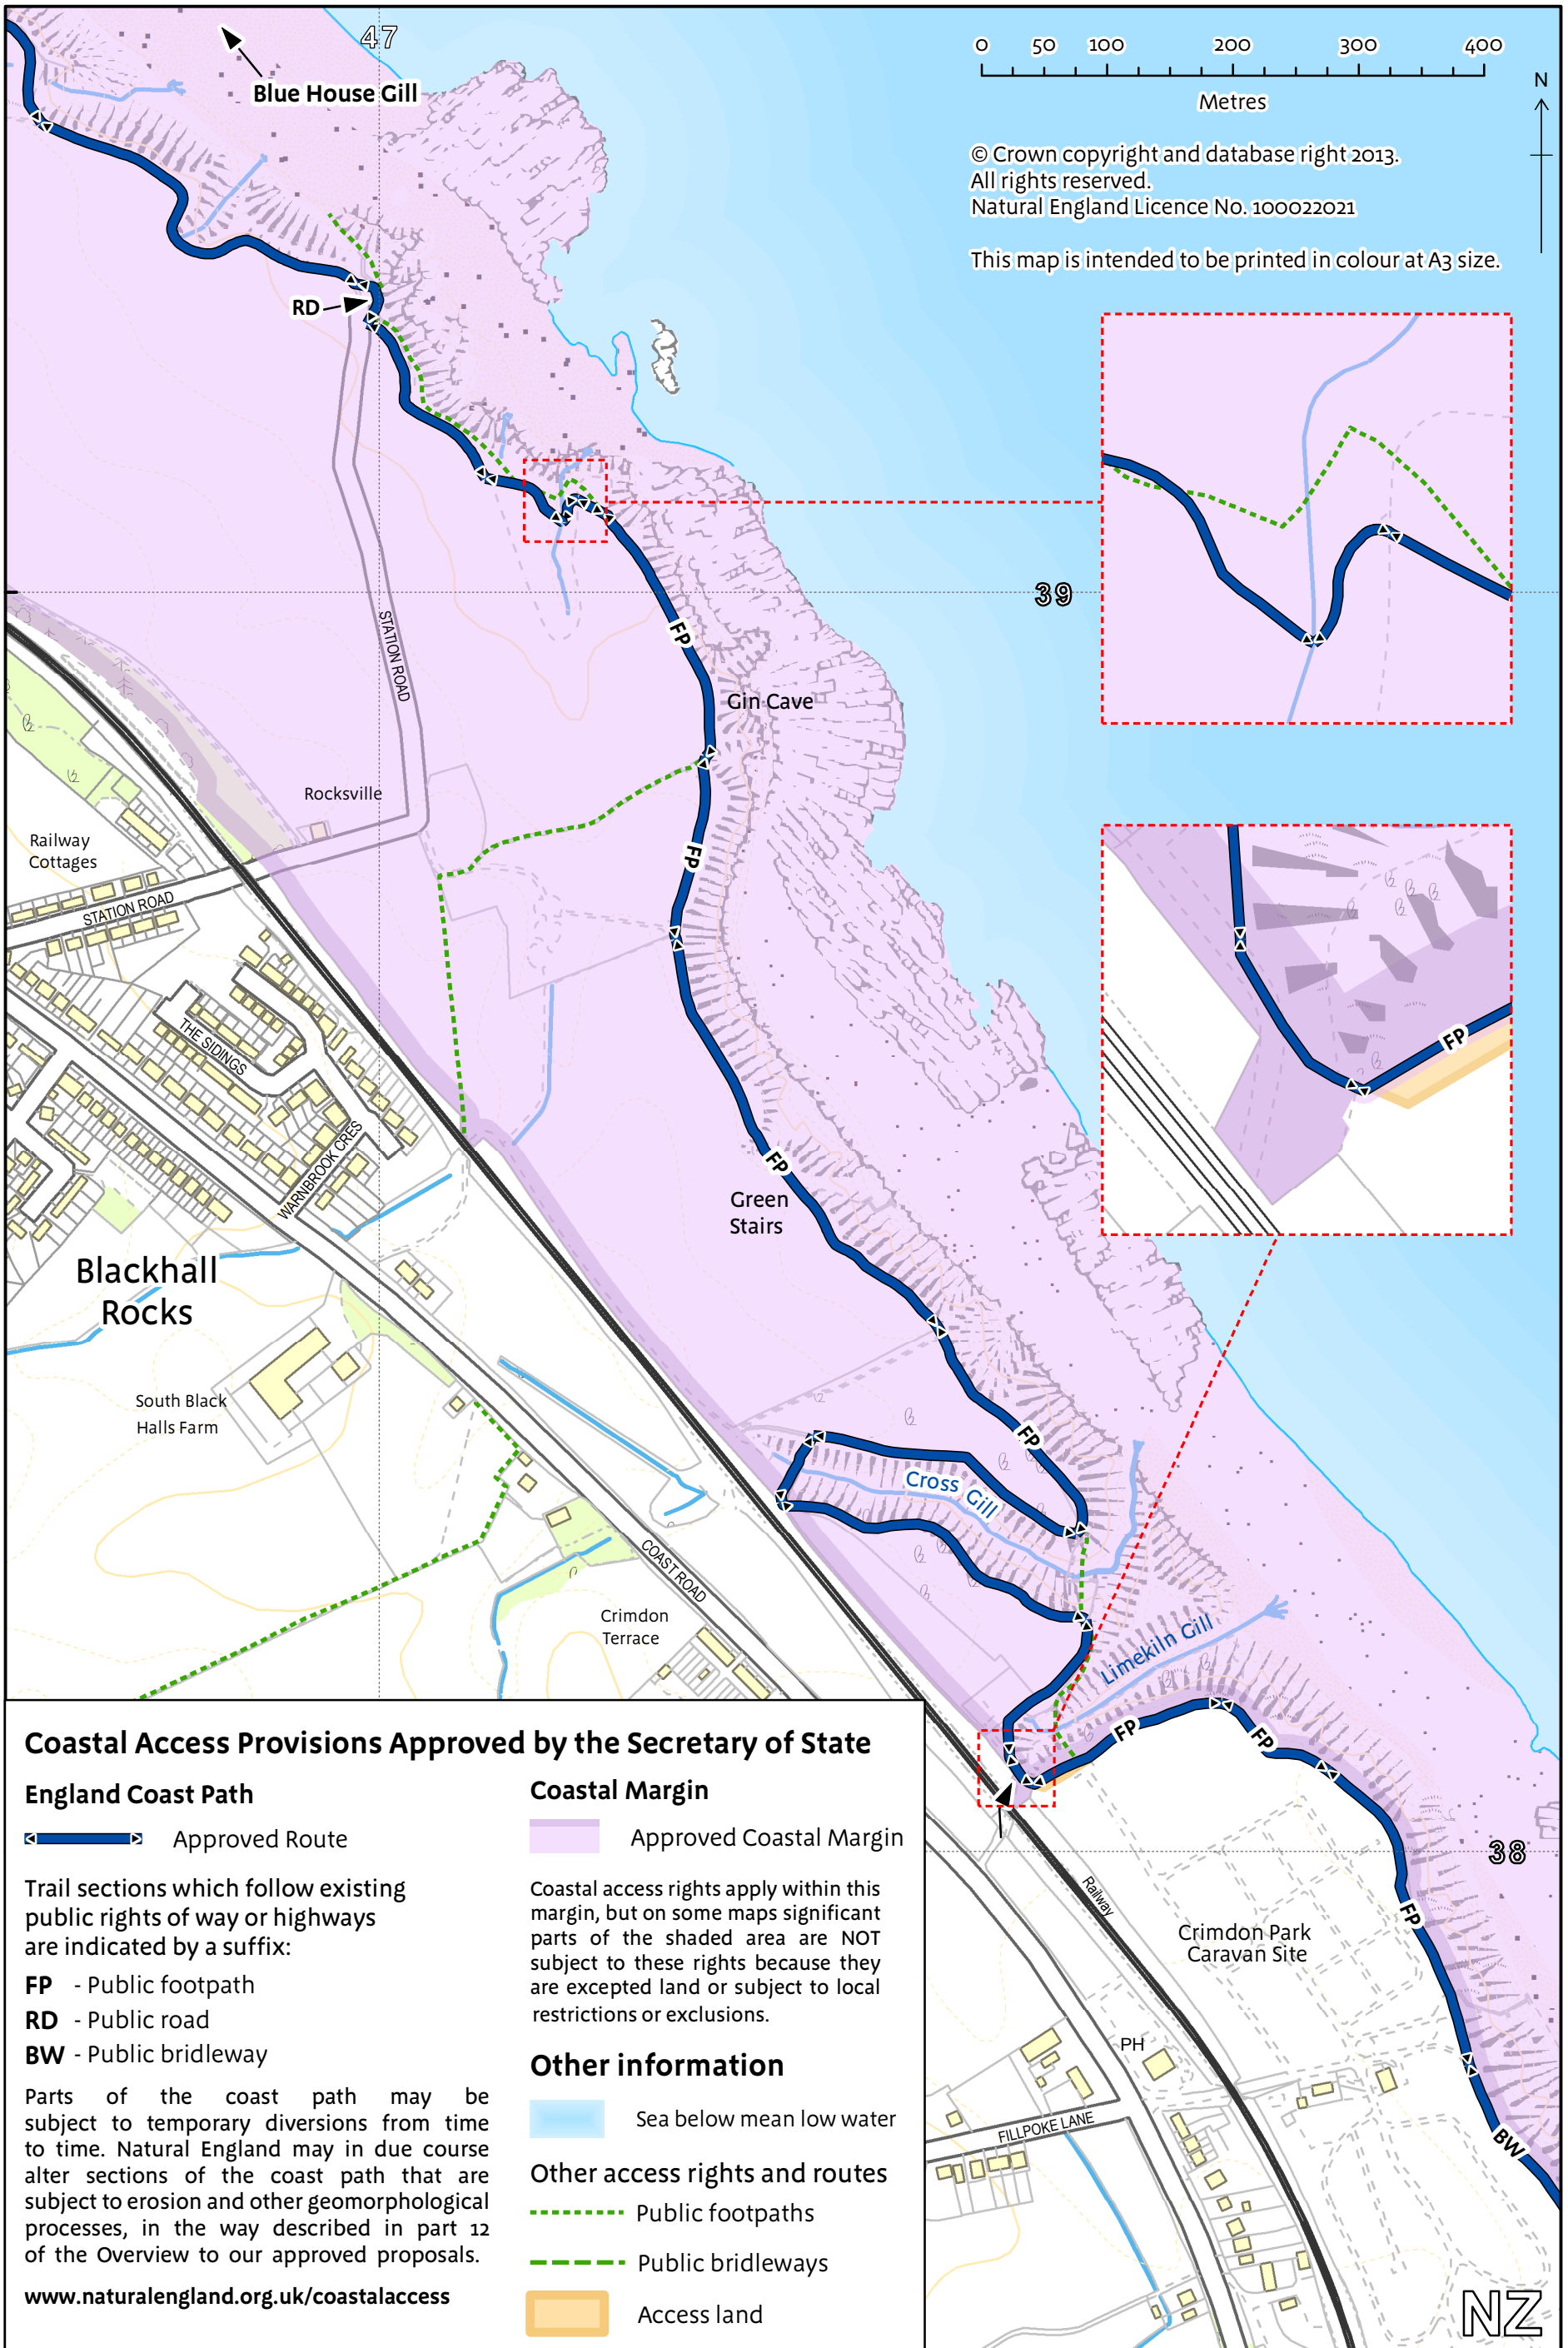 47
Blue House Gill
0 50 100 200 300 400
Metres
N
© Crown copyright and database right 2013.
All rights reserved.
Natural England Licence No. 100022021
This map is intended to be printed in colour at A3 size.
RD
39
FP
STATION ROAD
Gin Cave
Rocksville
Railway
Cottages
STATION ROAD
FP
THE SIDINGS
FP
WARNBROOK CRES
FP
Green
Stairs
Blackhall
Rocks
South Black
Halls Farm
FP
Cross Gill
COAST ROAD
Crimdon
Terrace
Limekiln Gill
FP
FP
38
Railway
FP
Crimdon Park
Caravan Site
PH
FILLPOKE LANE
BW
NZ
Coastal Access Provisions Approved by the Secretary of State
England Coast Path
Approved Route
Trail sections which follow existing
public rights of way or highways
are indicated by a suffix:
FP - Public footpath
RD - Public road
BW - Public bridleway
Parts of the coast path may be
subject to temporary diversions from time
to time. Natural England may in due course
alter sections of the coast path that are
subject to erosion and other geomorphological
processes, in the way described in part 12
of the Overview to our approved proposals.
www.naturalengland.org.uk/coastalaccess
Coastal Margin
Approved Coastal Margin
Coastal access rights apply within this
margin, but on some maps significant
parts of the shaded area are NOT
subject to these rights because they
are excepted land or subject to local
restrictions or exclusions.
Other information
Sea below mean low water
Other access rights and routes
Public footpaths
Public bridleways
Access land